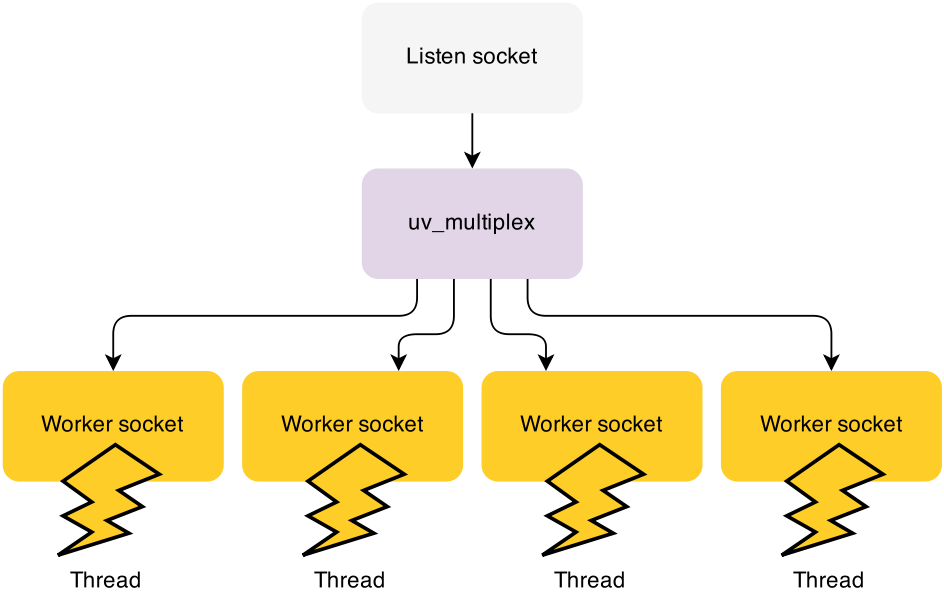 Listen socket
uv_multiplex
Worker socket
Worker socket
Worker socket
Worker socket
Thread
Thread
Thread
Thread